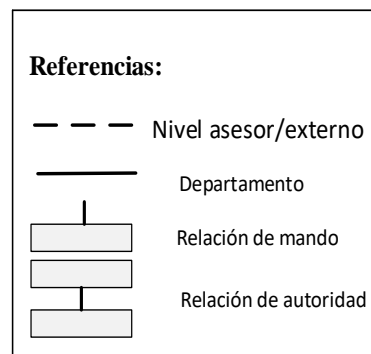 Referencias:
Nivel asesor/externo
Departamento
Relación de mando
Relación de autoridad